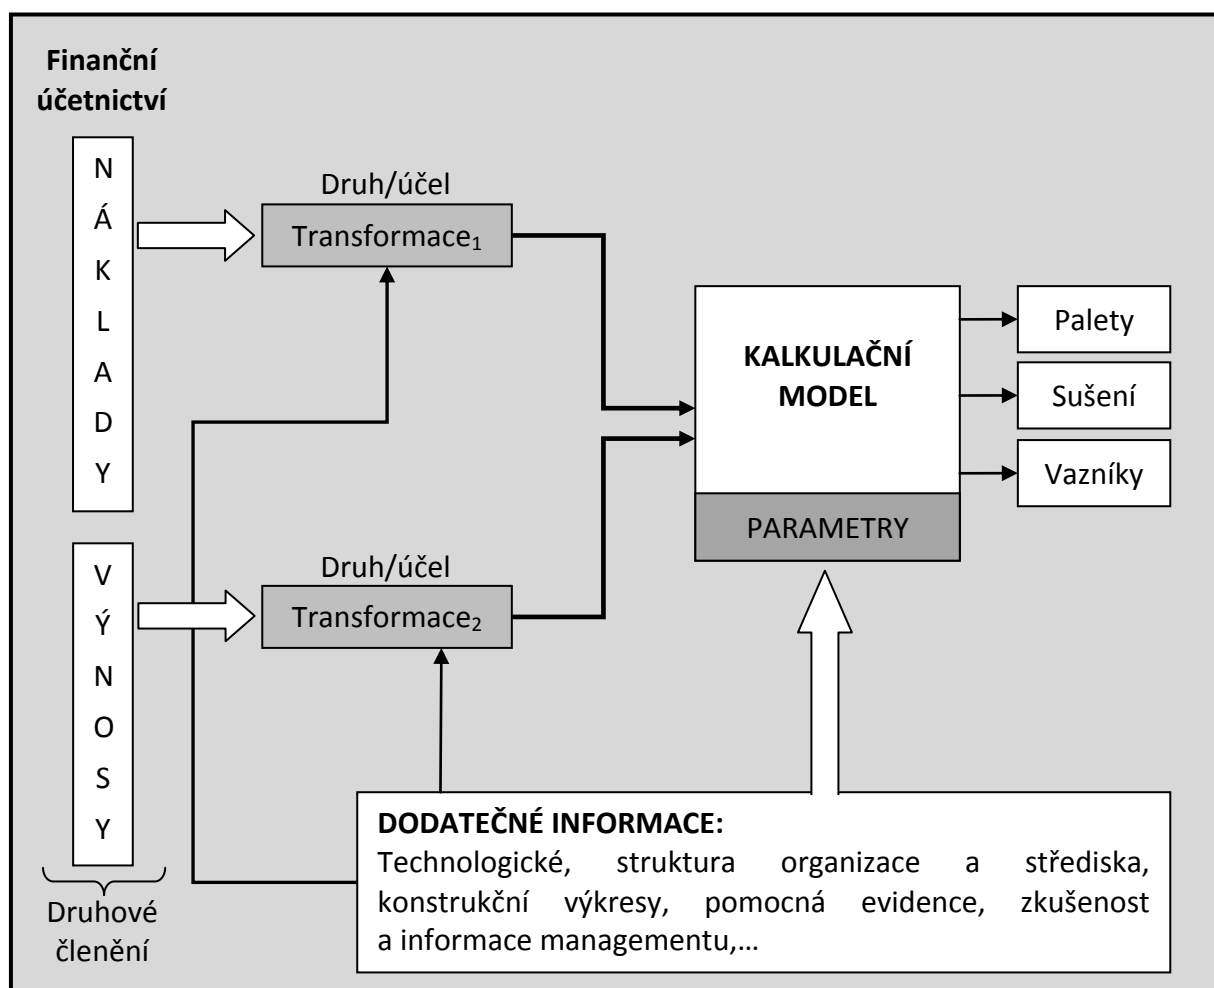 Finanční
účetnictví
N
Á
K
L
A
D
Y
Druh/účel
Transformace₁
KALKULAČNÍ
MODEL
PARAMETRY
Palety
Sušení
Vazníky
V
Ý
N
O
S
Y
Druh/účel
Transformace₂
Druhové
členění
DODATEČNÉ INFORMACE:
Technologické, struktura organizace a střediska,
konstrukční výkresy, pomocná evidence, zkušenost
a informace managementu,…